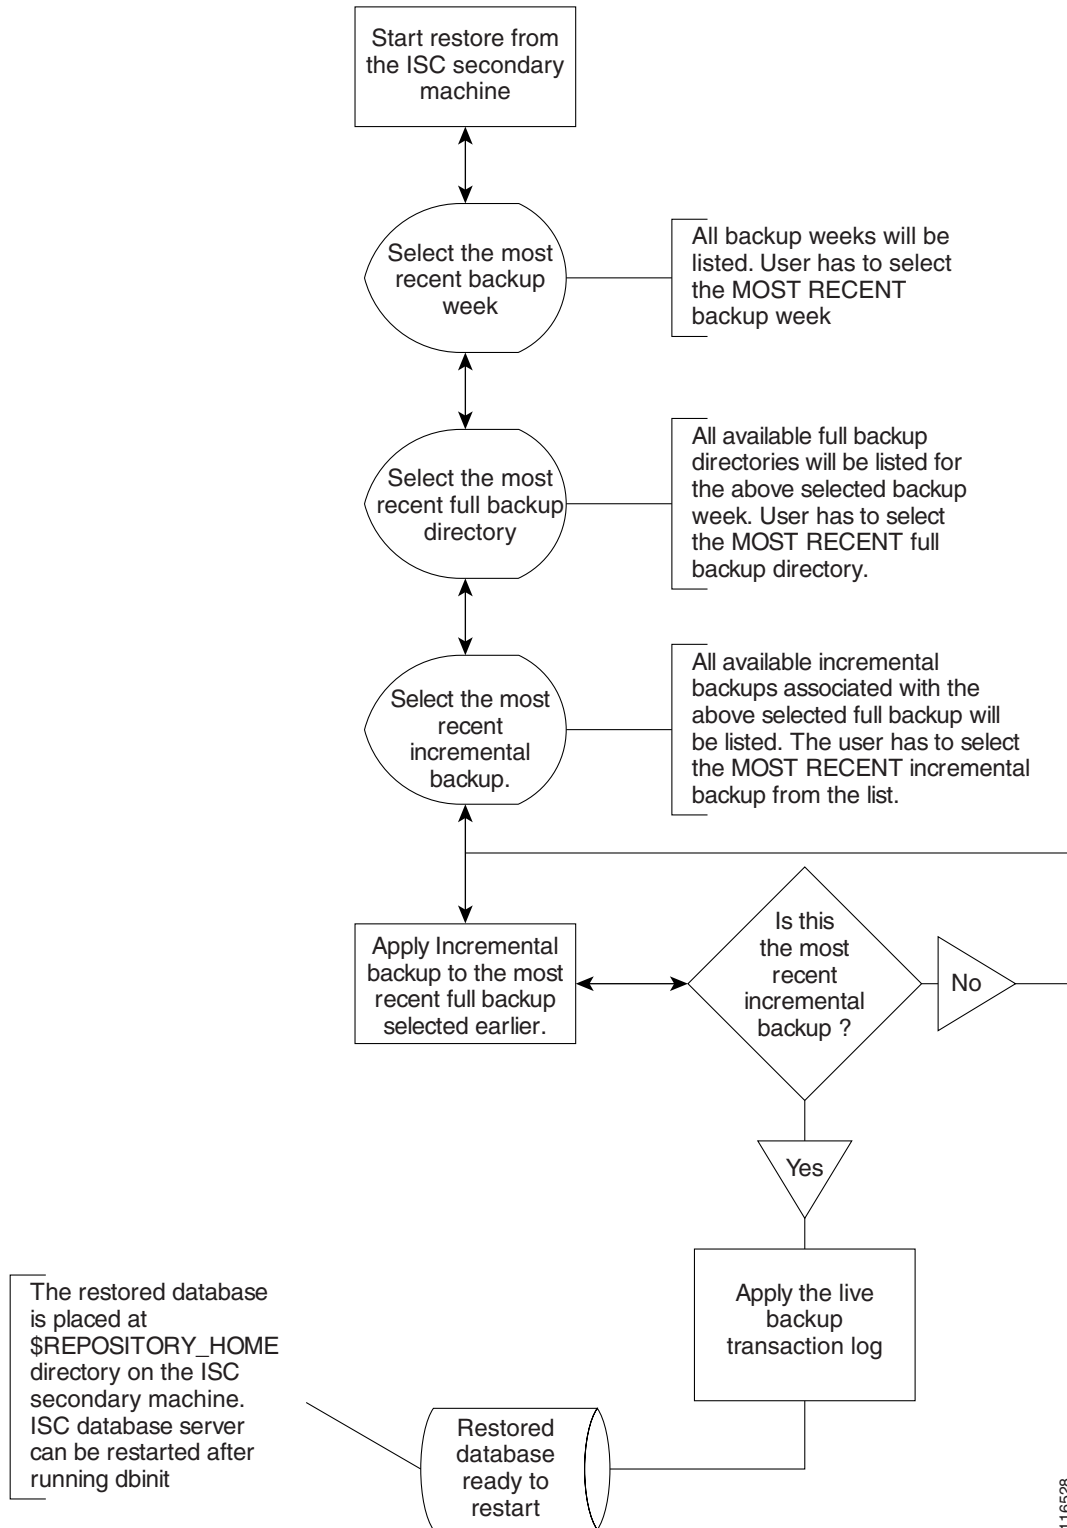 Start restore from
the ISC secondary
machine
Select the most
recent backup
week
All backup weeks will be
listed. User has to select
the MOST RECENT
backup week
Select the most
recent full backup
directory
All available full backup
directories will be listed for
the above selected backup
week. User has to select
the MOST RECENT full
backup directory.
Select the most
recent
incremental
backup.
All available incremental
backups associated with the
above selected full backup will
be listed. The user has to select
the MOST RECENT incremental
backup from the list.
Apply Incremental
backup to the most
recent full backup
selected earlier.
Is this
the most
recent
incremental
backup ?
No
Yes
Apply the live
backup
transaction log
The restored database
is placed at
$REPOSITORY_HOME
directory on the ISC
secondary machine.
ISC database server
can be restarted after
running dbinit
Restored
database
ready to
restart
116528